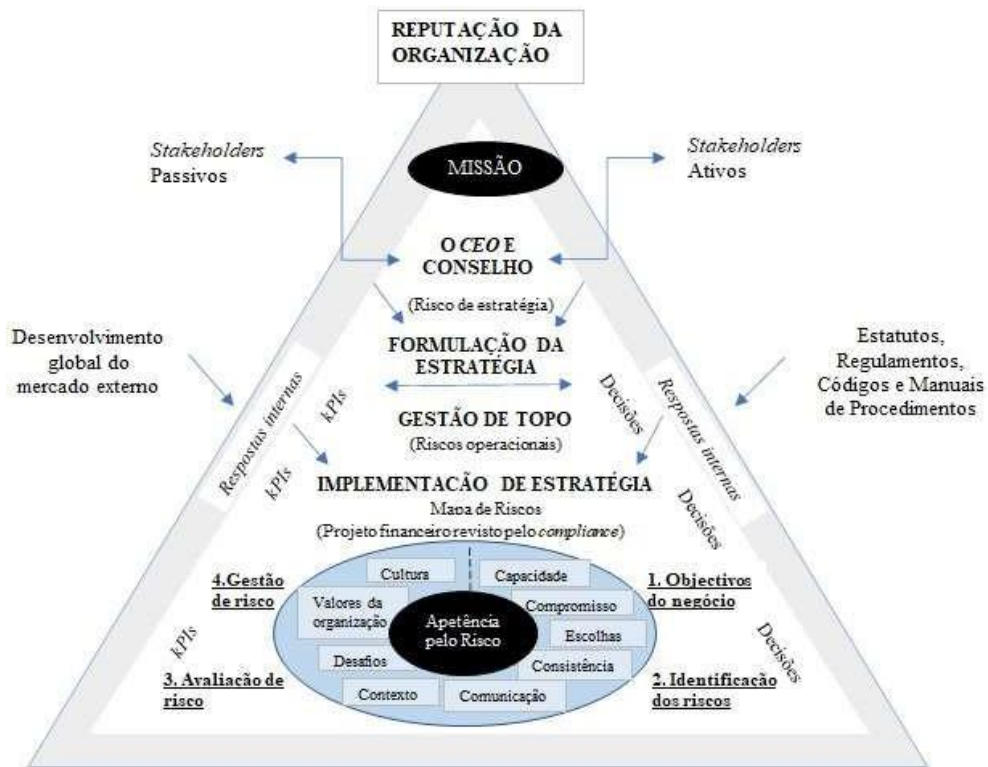 REPUTAÇÃO DA
ORGANIZAÇÃO
Stakeholders
Passivos
MISSÃO
Stakeholders
Ativos
O CEO E
CONSELHO
(Risco de estratégia)
Desenvolvimento
global do
mercado externo
FORMULAÇÃO DA
ESTRATÉGIA
Estatutos,
Regulamentos,
Códigos e Manuais
de Procedimentos
Respostas internas
kPIs
Decisões
Respostas internas
GESTÃO DE TOPO
(Riscos operacionais)
kPIs
IMPLEMENTAÇÃO DE ESTRATÉGIA
Mapa de Riscos
(Projeto financeiro revisto pelo compliance)
Decisões
4.Gestão
de risco
Cultura
Capacidade
1. Objectivos
do negócio
Valores da
organização
Compromisso
Apetência
pelo Risco
Escolhas
Desafios
Consistência
kPIs
Decisões
3. Avaliação de
risco
Contexto
Comunicação
2. Identificação
dos riscos